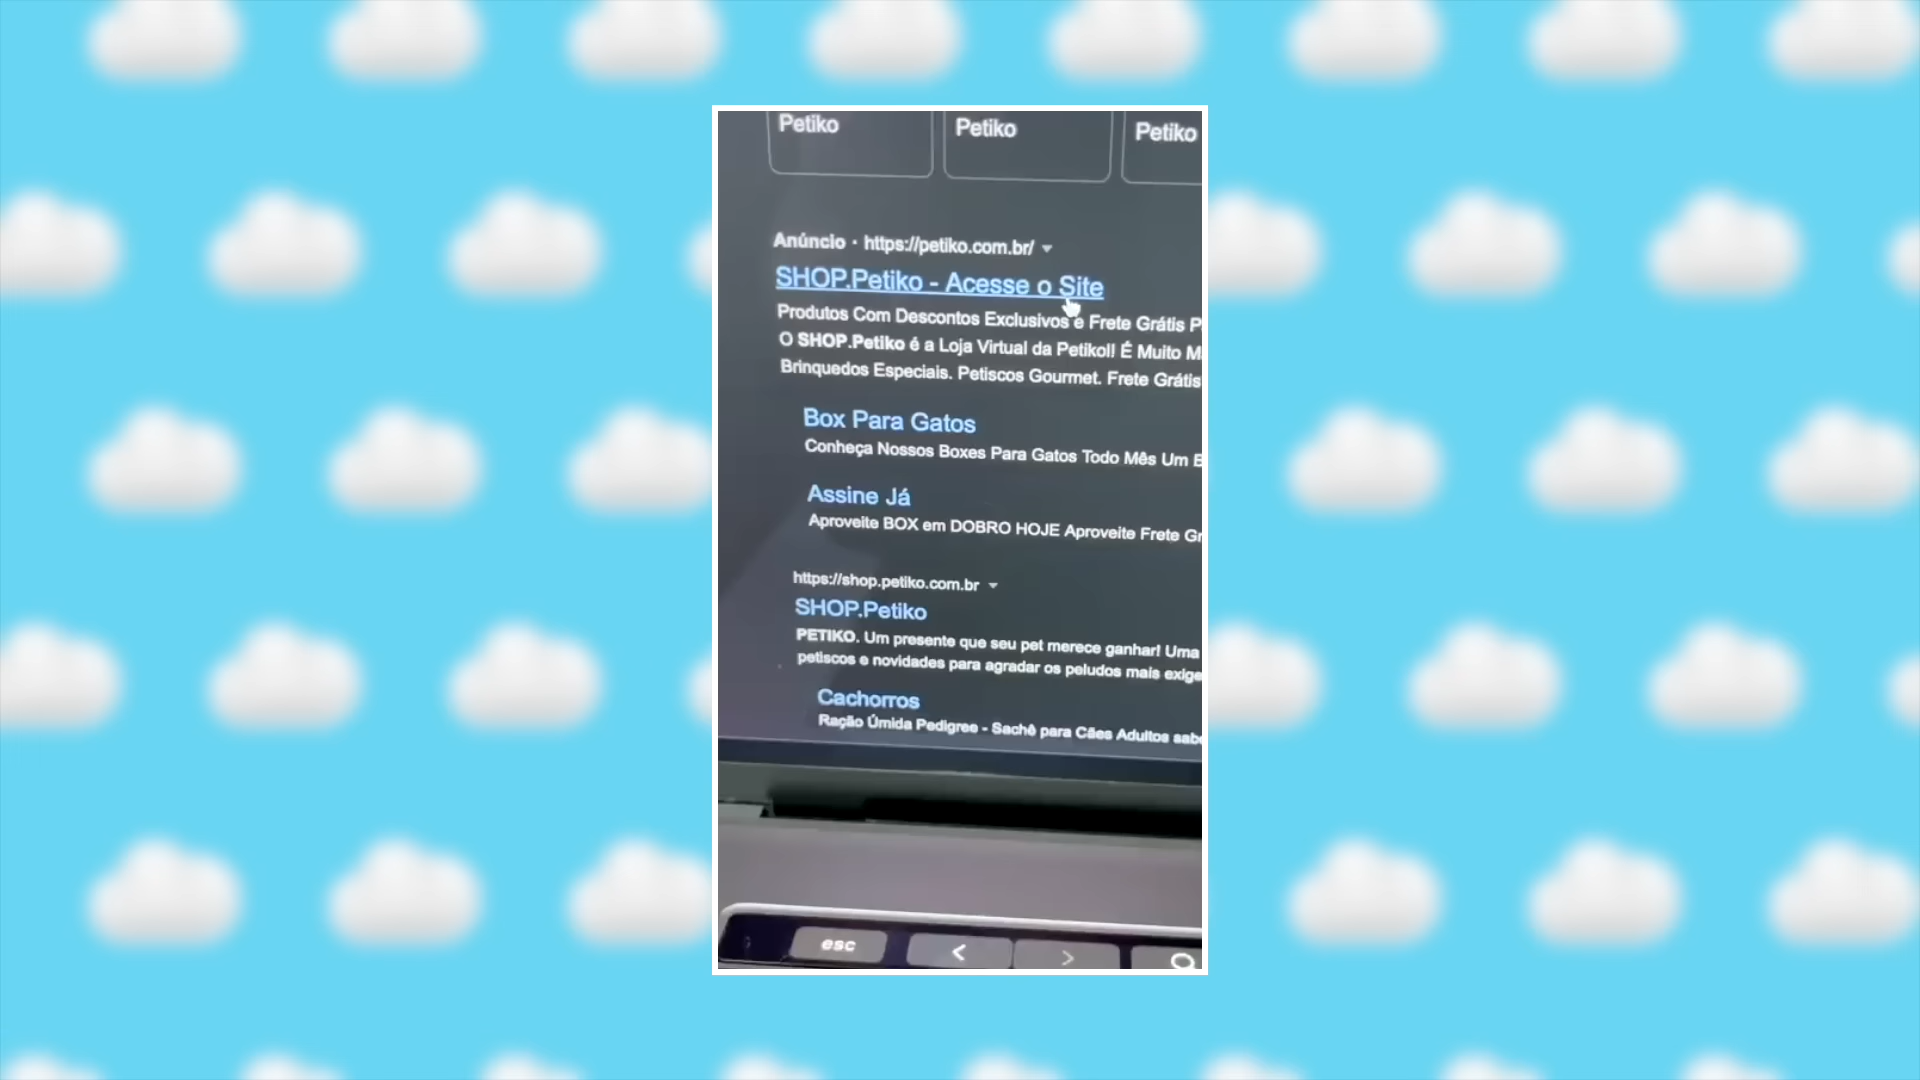 Petiko Petiko Petiko
Anúncio · https://petiko.com.br/
SHOP.Petiko - Acesse o Site
Produtos Com Descontos Exclusivos e Frete Grátis P
O SHOP.Petiko é a Loja Virtual da Petiko!! É Muito M
Brinquedos Especiais. Petiscos Gourmet. Frete Grátis
Box Para Gatos
Conheça Nossos Boxes Para Gatos Todo Mês Um B
Assine Já
Aproveite BOX em DOBRO HOJE Aproveite Frete Gr
https://shop.petiko.com.br
SHOP.Petiko
PETIKO. Um presente que seu pet merece ganhar! Uma
petiscos e novidades para agradar os peludos mais exige
Cachorros
Ração Úmida Pedigree - Sachê para Cães Adultos sab
esc < >